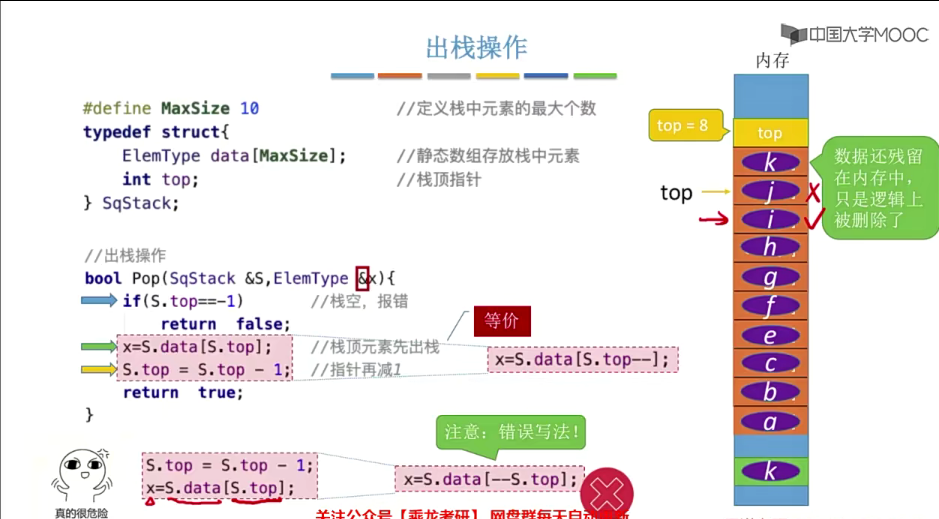 出栈操作
中国大学MOOC
内存
#define MaxSize 10 //定义栈中元素的最大个数
typedef struct{
ElemType data[MaxSize]; //静态数组存放栈中元素
int top; //栈顶指针
} SqStack;
top = 8
top
k
数据还残留
在内存中，
只是逻辑上
被删除了
top
j
i
h
g
f
e
c
b
a
k
//出栈操作
bool Pop(SqStack &S,ElemType &x){
if(S.top==-1) //栈空，报错
return false;
x=S.data[S.top]; //栈顶元素先出栈
S.top = S.top - 1; //指针再减1
return true;
}
等价
x=S.data[S.top--];
注意：错误写法！
S.top = S.top - 1;
x=S.data[S.top];
x=S.data[--S.top];
真的很危险
关注公众号【乘龙考研】